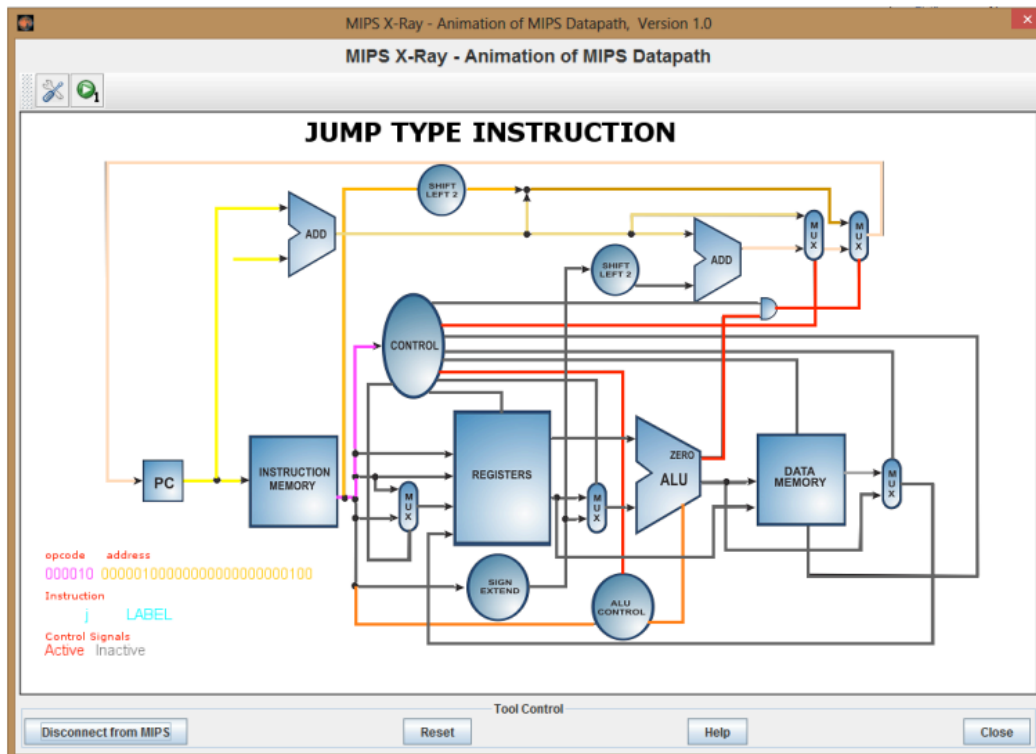 MIPS X-Ray - Animation of MIPS Datapath, Version 1.0
MIPS X-Ray - Animation of MIPS Datapath
1
JUMP TYPE INSTRUCTION
SHIFT
LEFT 2
ADD
MUX
MUX
SHIFT
LEFT 2
ADD
CONTROL
PC
INSTRUCTION
MEMORY
MUX
REGISTERS
MUX
ZERO
ALU
DATA
MEMORY
MUX
SIGN
EXTEND
ALU
CONTROL
opcode address
000010 00000100000000000000000100
Instruction
j LABEL
Control Signals
Active Inactive
Tool Control
Disconnect from MIPS Reset Help Close